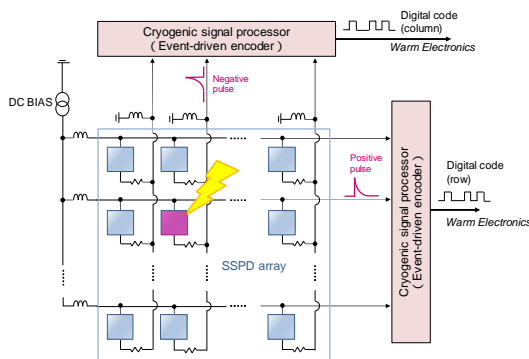 Cryogenic signal processor
( Event-driven encoder )
Digital code
(column)
Warm Electronics
Negative
pulse
DC BIAS
Positive
pulse
Cryogenic signal processor
( Event-driven encoder )
Digital code
(row)
Warm Electronics
SSPD array